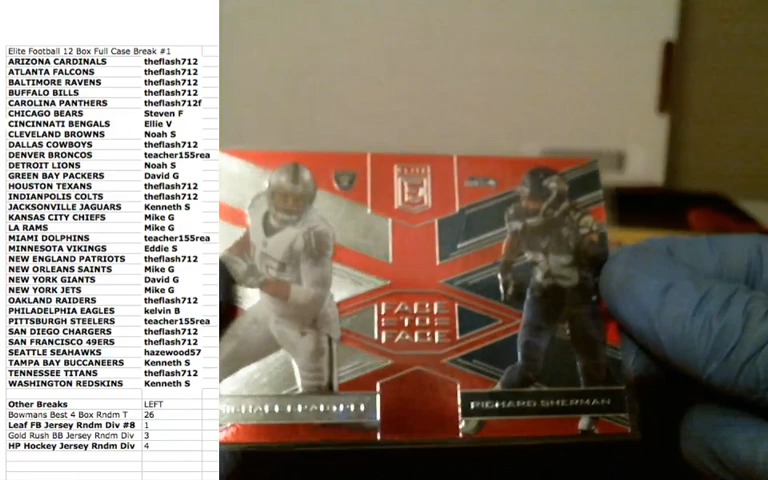 Elite Football 12 Box Full Case Break #1
ARIZONA CARDINALS theflash712
ATLANTA FALCONS theflash712
BALTIMORE RAVENS theflash712
BUFFALO BILLS theflash712
CAROLINA PANTHERS theflash712f
CHICAGO BEARS Steven F
CINCINNATI BENGALS Ellie V
CLEVELAND BROWNS Noah S
DALLAS COWBOYS theflash712
DENVER BRONCOS teacher155rea
DETROIT LIONS Noah S
GREEN BAY PACKERS David G
HOUSTON TEXANS theflash712
INDIANPOLIS COLTS theflash712
JACKSONVILLE JAGUARS Kenneth S
KANSAS CITY CHIEFS Mike G
LA RAMS Mike G
MIAMI DOLPHINS teacher155rea
MINNESOTA VIKINGS Eddie S
NEW ENGLAND PATRIOTS theflash712
NEW ORLEANS SAINTS Mike G
NEW YORK GIANTS David G
NEW YORK JETS Mike G
OAKLAND RAIDERS theflash712
PHILADELPHIA EAGLES kelvin B
PITTSBURGH STEELERS teacher155rea
SAN DIEGO CHARGERS theflash712
SAN FRANCISCO 49ERS theflash712
SEATTLE SEAHAWKS hazewood57
TAMPA BAY BUCCANEERS Kenneth S
TENNESSEE TITANS theflash712
WASHINGTON REDSKINS Kenneth S
Other Breaks LEFT
Bowmans Best 4 Box Rndm T 26
Leaf FB Jersey Rndm Div #8 1
Gold Rush BB Jersey Rndm Div 3
HP Hockey Jersey Rndm Div 4
FACE
TO
FACE
RICHARD SHERMAN
25